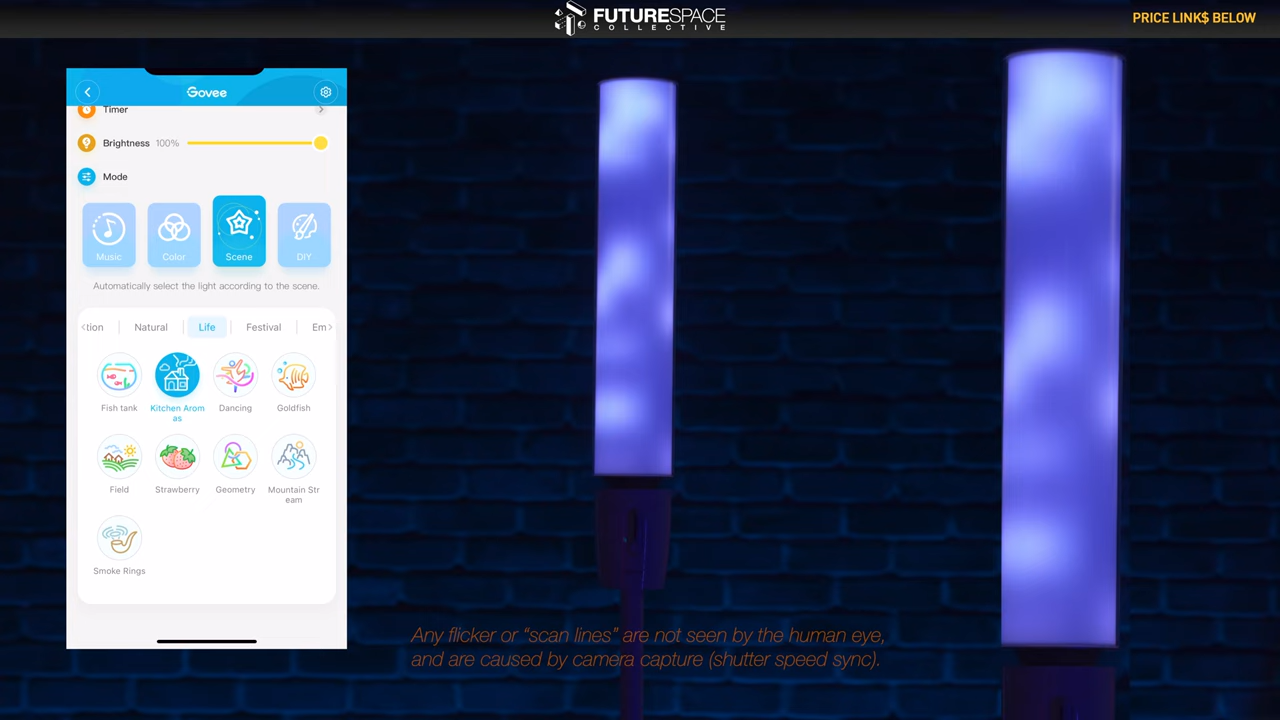 FUTURESPACE
COLLECTIVE
PRICE LINK$ BELOW
Govee
Timer
Brightness 100%
Mode
Music
Color
Scene
DIY
Automatically select the light according to the scene.
tion
Natural
Life
Festival
Em
Fish tank
Kitchen Arom
as
Dancing
Goldfish
Field
Strawberry
Geometry
Mountain Str
eam
Smoke Rings
Any flicker or “scan lines” are not seen by the human eye,
and are caused by camera capture (shutter speed sync).